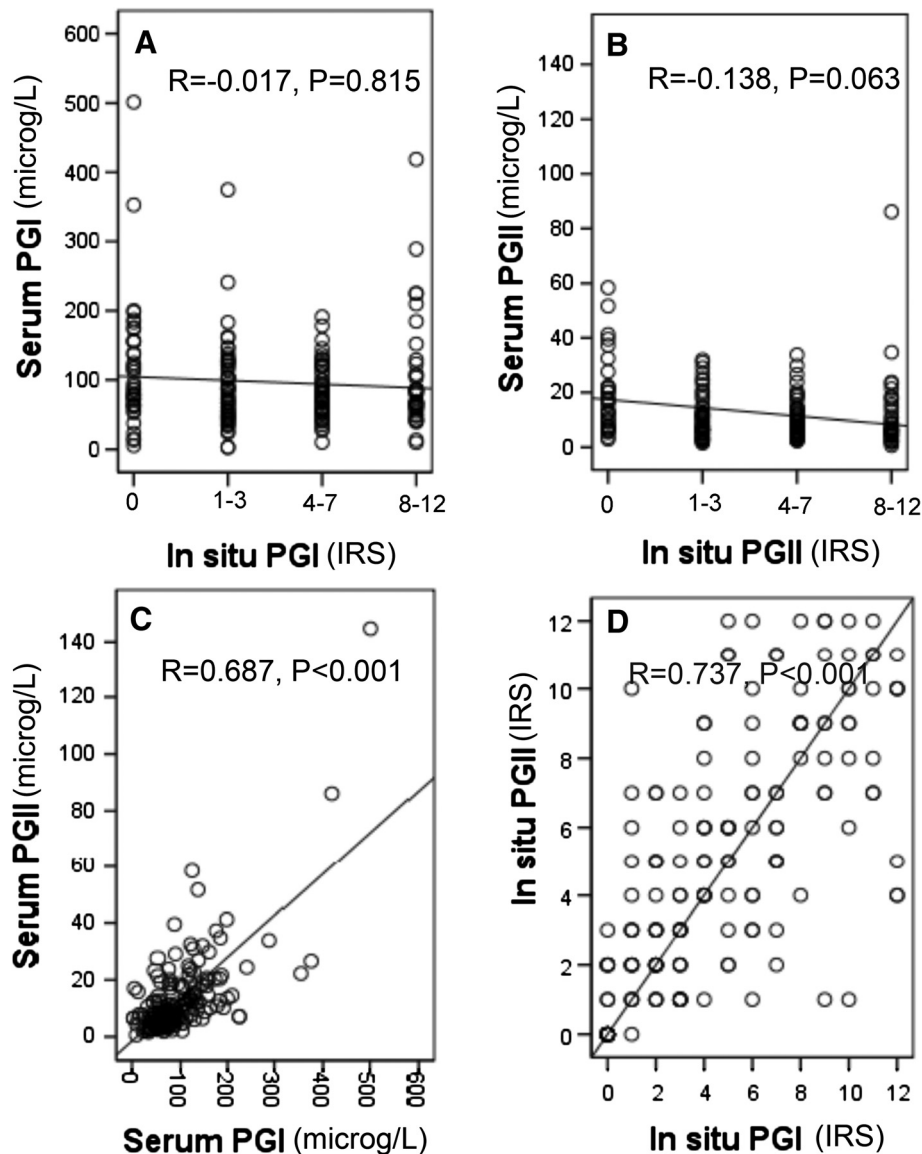 A
R=-0.017, P=0.815
Serum PGI (microg/L)
600
500
400
300
200
100
0
0 1-3 4-7 8-12
In situ PGI (IRS)
B
R=-0.138, P=0.063
Serum PGII (microg/L)
140
120
100
80
60
40
20
0
0 1-3 4-7 8-12
In situ PGII (IRS)
C
R=0.687, P<0.001
Serum PGII (microg/L)
140
120
100
80
60
40
20
0
0 100 200 300 400 500 600
Serum PGI (microg/L)
D
R=0.737, P<0.001
In situ PGII (IRS)
12
10
8
6
4
2
0
0 2 4 6 8 10 12
In situ PGI (IRS)